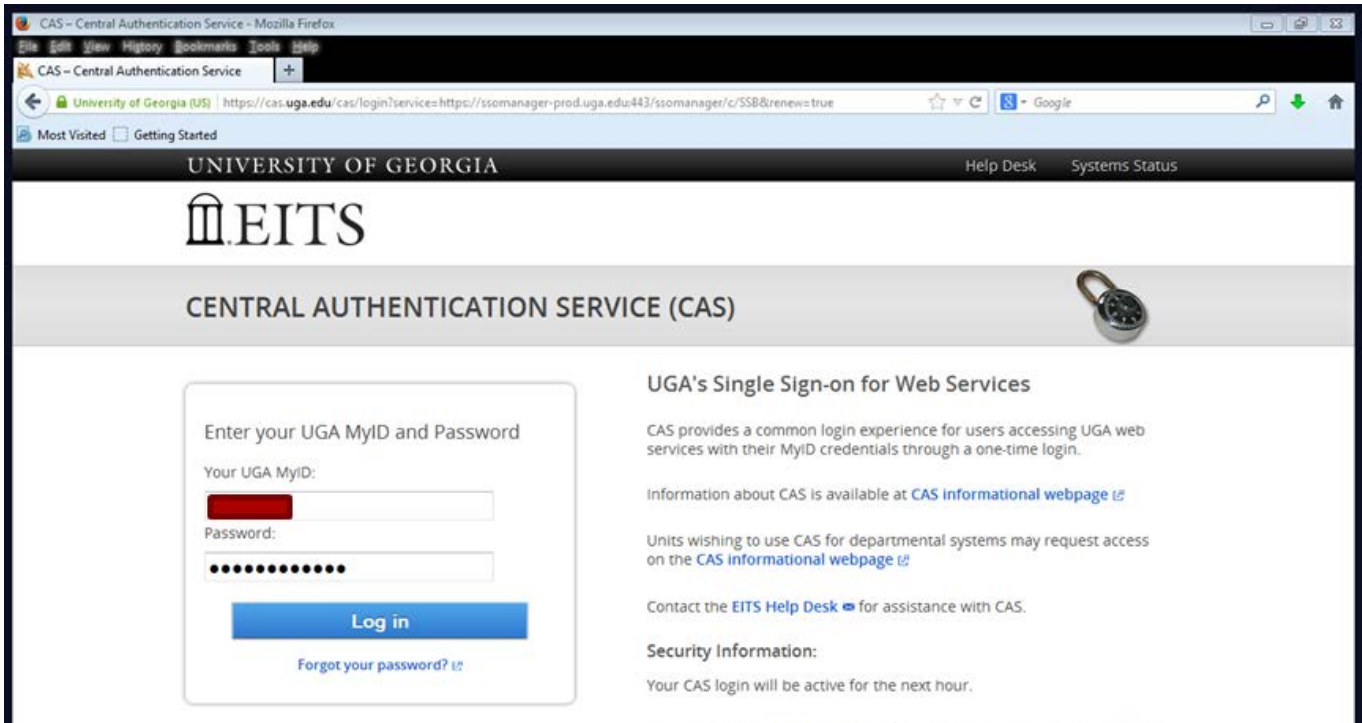 CAS – Central Authentication Service - Mozilla Firefox
File Edit View History Bookmarks Tools Help
CAS – Central Authentication Service +
University of Georgia (US) https://cas.uga.edu/cas/login?service=https://ssomanager-prod.uga.edu:443/ssomanager/c/SSB&renew=true 8 Google
Most Visited Getting Started
UNIVERSITY OF GEORGIA Help Desk Systems Status
EITS
CENTRAL AUTHENTICATION SERVICE (CAS)
Enter your UGA MyID and Password
Your UGA MyID:
Password:
Log in
Forgot your password?
UGA's Single Sign-on for Web Services
CAS provides a common login experience for users accessing UGA web
services with their MyID credentials through a one-time login.
Information about CAS is available at CAS informational webpage
Units wishing to use CAS for departmental systems may request access
on the CAS informational webpage
Contact the EITS Help Desk for assistance with CAS.
Security Information:
Your CAS login will be active for the next hour.